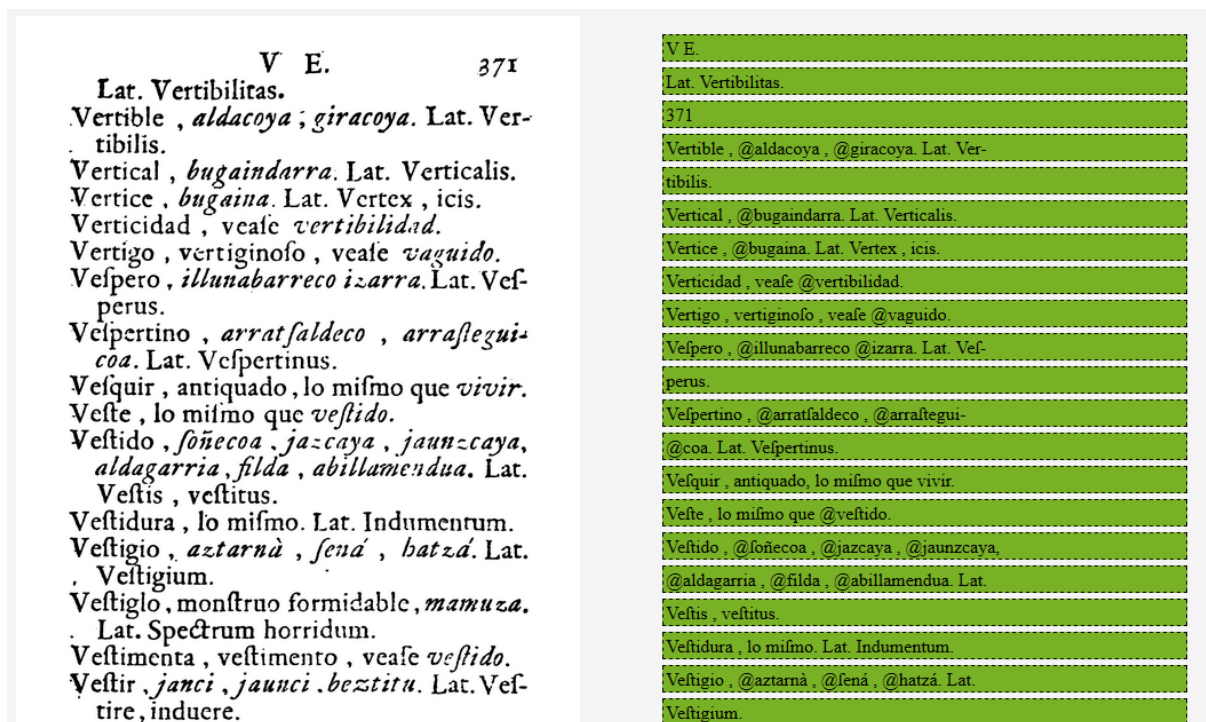 V E. 371
Lat. Vertibilitas.
Vertible , aldacoya ; giracoya. Lat. Ver-
tibilis.
Vertical , bugaindarra. Lat. Verticalis.
Vertice , bugaina. Lat. Vertex , icis.
Verticidad , veaſe vertibilidad.
Vertigo , vertiginoſo , veaſe vaguido.
Veſpero , illunabarreco izarra. Lat. Veſ-
perus.
Veſpertino , arratſaldeco , arraſtegui-
coa. Lat. Veſpertinus.
Veſquir , antiquado , lo miſmo que vivir.
Veſte , lo miſmo que veſtido.
Veſtido , ſoñecoa , jazcaya , jaunzcaya,
aldagarria , filda , abillamendua. Lat.
Veſtis , veſtitus.
Veſtidura , lo miſmo. Lat. Indumentum.
Veſtigio , aztarnà , ſená , hatzá. Lat.
Veſtigium.
Veſtiglo , monſtruo formidable , mamuza.
Lat. Spectrum horridum.
Veſtimenta , veſtimento , veaſe veſtido.
Veſtir , janci , jaunci . beztitu. Lat. Veſ-
tire, induere.
V E.
Lat. Vertibilitas.
371
Vertible , @aldacoya , @giracoya. Lat. Ver-
tibilis.
Vertical , @bugaindarra. Lat. Verticalis.
Vertice , @bugaina. Lat. Vertex , icis.
Verticidad , veaſe @vertibilidad.
Vertigo , vertiginoſo , veaſe @vaguido.
Veſpero , @illunabarreco @izarra. Lat. Veſ-
perus.
Veſpertino , @arratſaldeco , @arraſtegui-
@coa. Lat. Veſpertinus.
Veſquir , antiquado, lo miſmo que vivir.
Veſte , lo miſmo que @veſtido.
Veſtido , @ſoñecoa , @jazcaya , @jaunzcaya,
@aldagarria , @filda , @abillamendua. Lat.
Veſtis , veſtitus.
Veſtidura , lo miſmo. Lat. Indumentum.
Veſtigio , @aztarnà , @ſená , @hatzá. Lat.
Veſtigium.